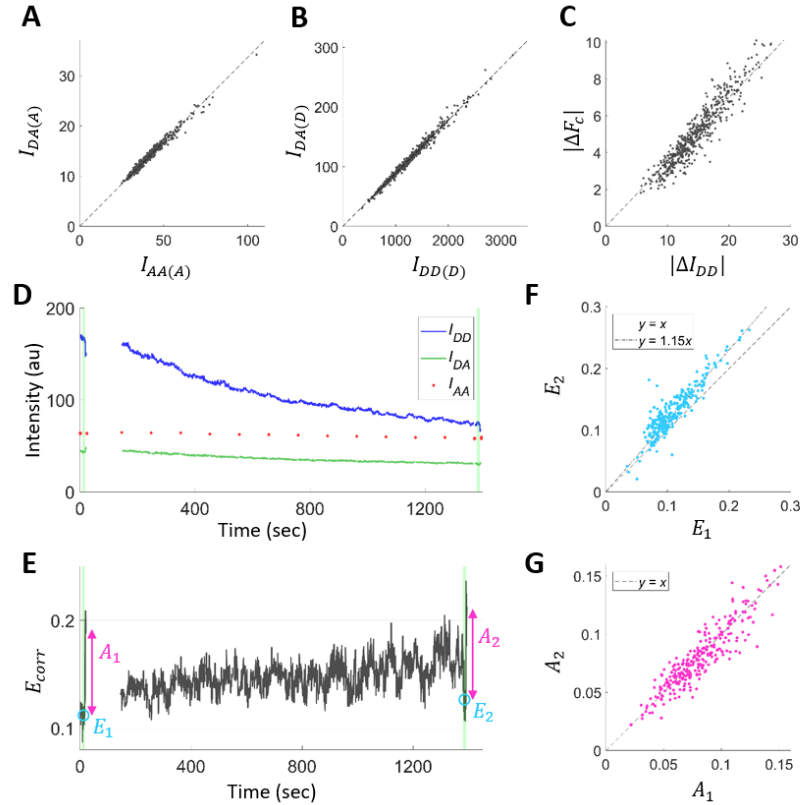 A
I_DA(A)
30
20
10
0
0
50
100
I_AA(A)
B
I_DA(D)
300
200
100
0
0
1000
2000
3000
I_DD(D)
C
|ΔF_c|
10
8
6
4
2
0
0
10
20
30
|ΔI_DD|
D
Intensity (au)
200
100
0
0
400
800
1200
Time (sec)
I_DD
I_DA
I_AA
E
E_corr
0.2
0.1
0
400
800
1200
Time (sec)
A_1
E_1
A_2
E_2
F
E_2
0.3
0.2
0.1
0
0
0.1
0.2
0.3
E_1
y = x
y = 1.15x
G
A_2
0.15
0.10
0.05
0
0
0.05
0.1
0.15
A_1
y = x